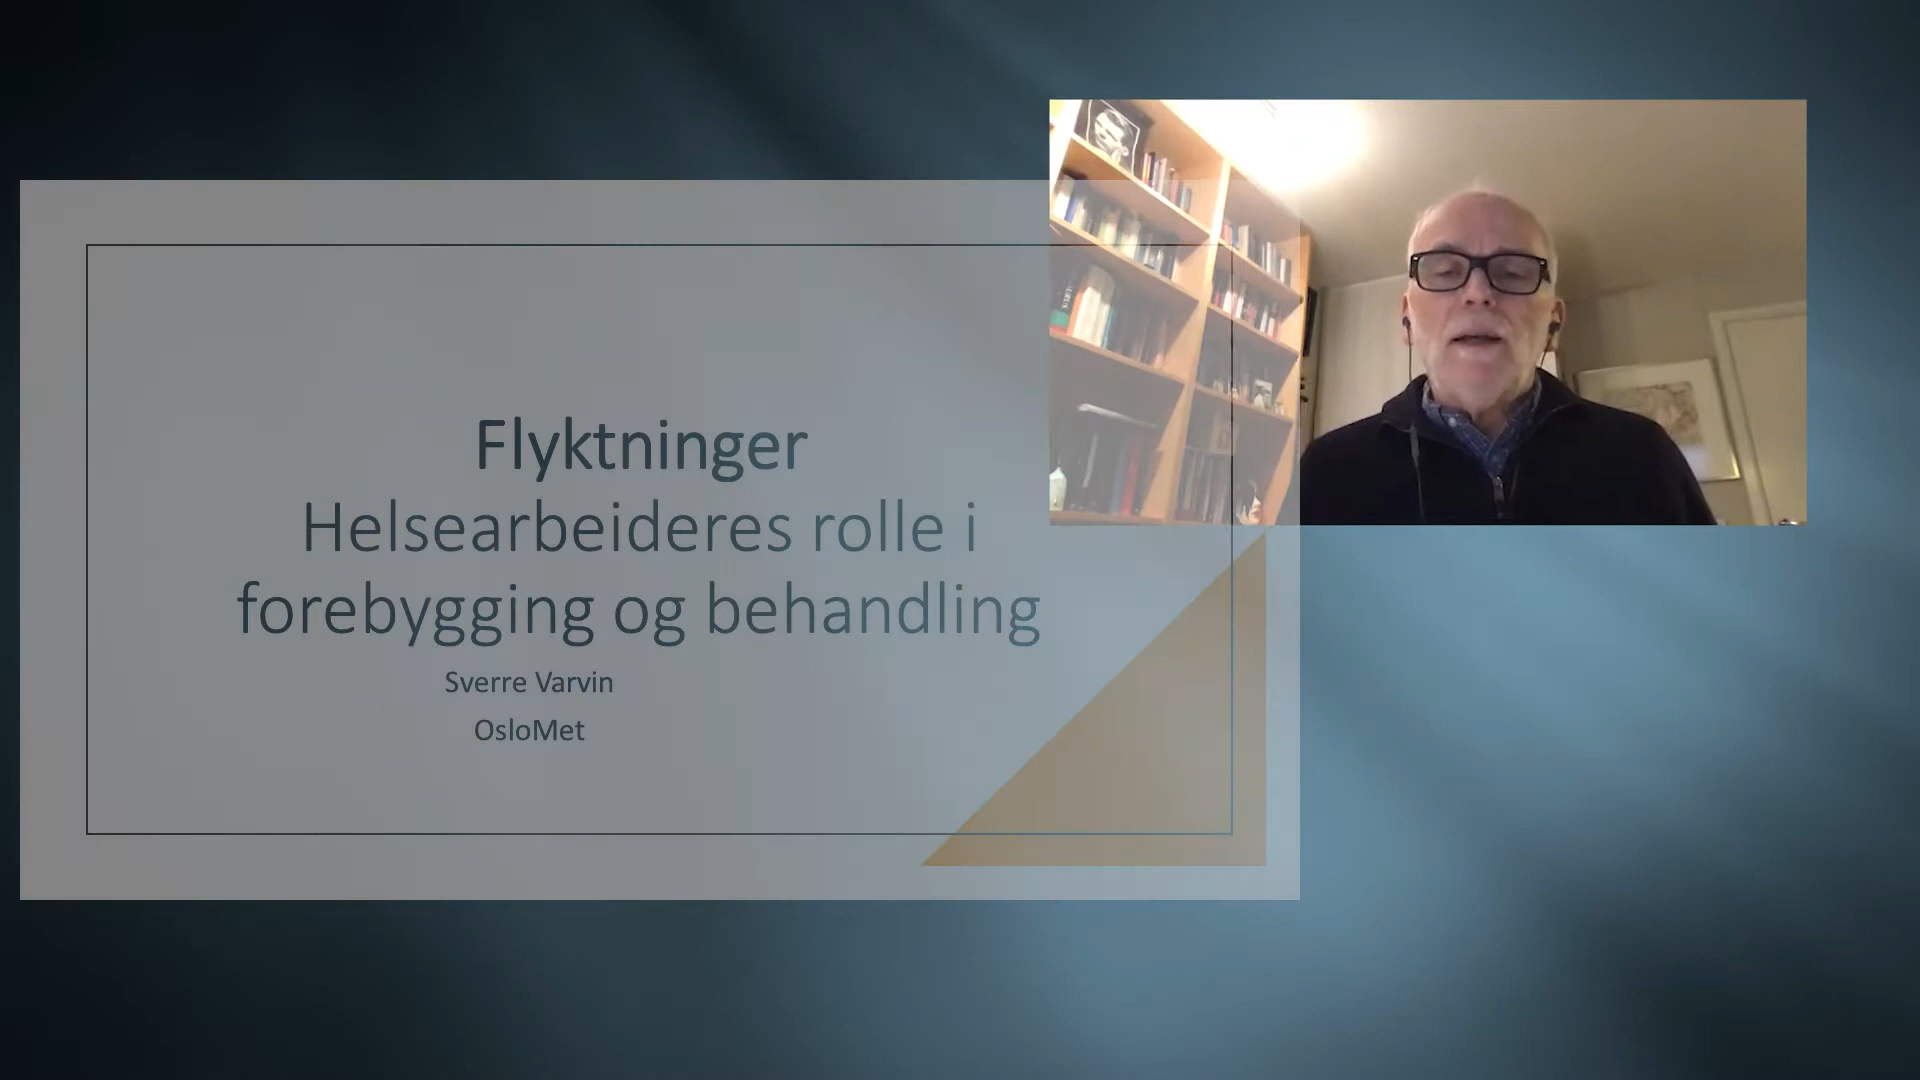 Flyktninger
Helsearbeideres rolle i
forebygging og behandling
Sverre Varvin
OsloMet